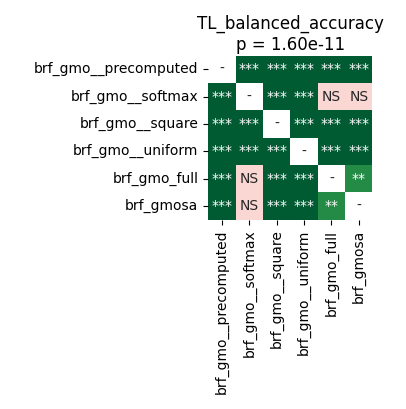 TL_balanced_accuracy
p = 1.60e-11
brf_gmo__precomputed - *** *** *** *** ***
brf_gmo__softmax *** - *** *** NS NS
brf_gmo__square *** *** - *** *** ***
brf_gmo__uniform *** *** *** - *** ***
brf_gmo_full *** NS *** *** - **
brf_gmosa *** NS *** *** ** -
brf_gmo__precomputed
brf_gmo__softmax
brf_gmo__square
brf_gmo__uniform
brf_gmo_full
brf_gmosa